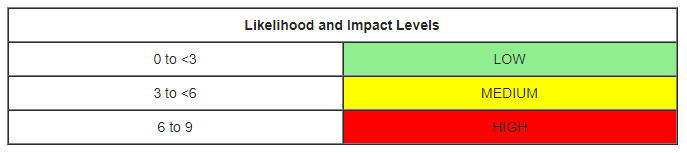 Likelihood and Impact Levels
0 to <3 LOW
3 to <6 MEDIUM
6 to 9 HIGH